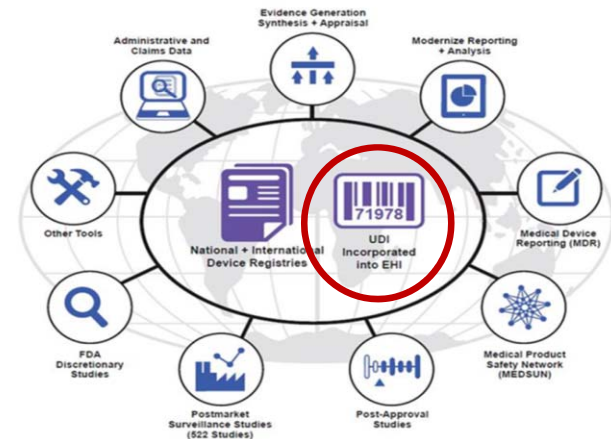 Evidence Generation
Synthesis + Appraisal
Administrative and
Claims Data
Modernize Reporting
+ Analysis
Other Tools
National + International
Device Registries
71978
UDI
Incorporated
into EHI
Medical Device
Reporting (MDR)
FDA
Discretionary
Studies
Medical Product
Safety Network
(MEDSUN)
Postmarket
Surveillance Studies
(522 Studies)
Post-Approval
Studies